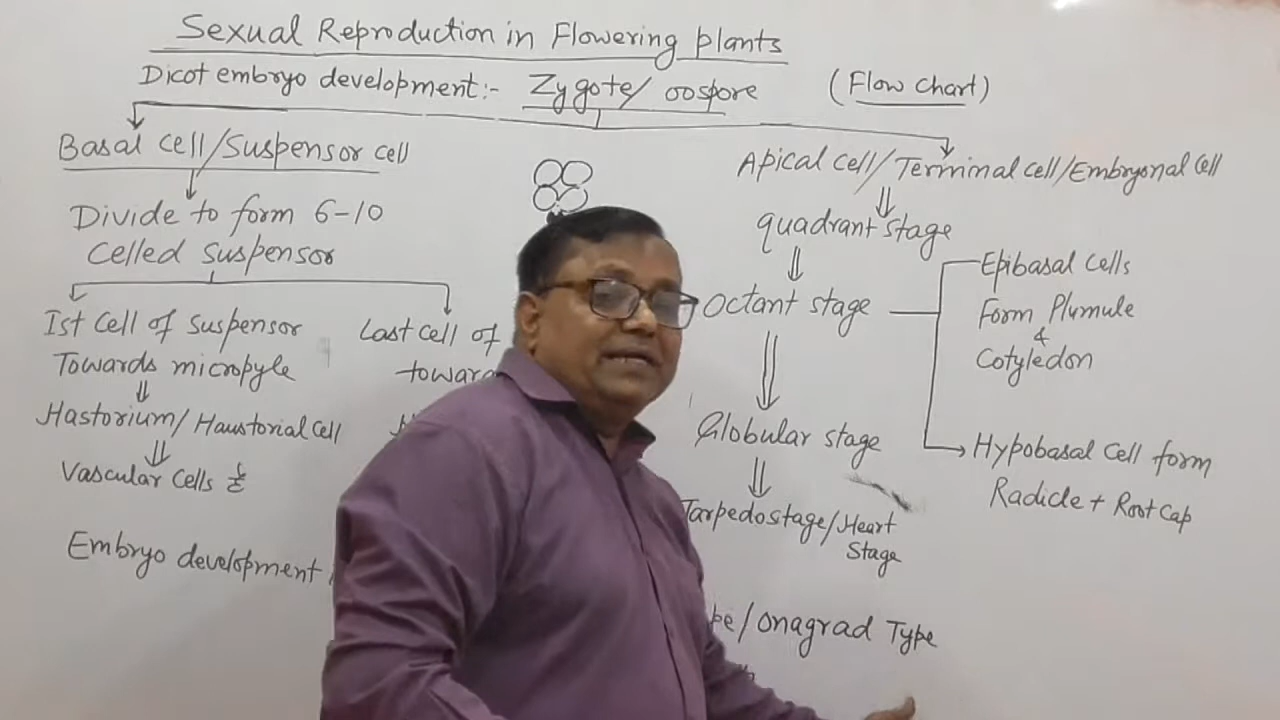 Sexual Reproduction in Flowering plants
Dicot embryo development:- Zygote/ oospore (Flow Chart)
Basal cell/Suspensor cell
Divide to form 6-10
Celled suspensor
Ist Cell of Suspensor
Towards micropyle
Hastorium/ Haustorial Cell
Vascular Cells
Last cell of
towar
Embryo development
Apical cell/Terminal cell/Embryonal Cell
quadrant stage
Octant stage
Globular stage
Tarpedostage/Heart
Stage
Epibasal Cells
Form Plumule
&
Cotyledon
Hypobasal Cell form
Radicle + Root Cap
pe/Onagrad Type